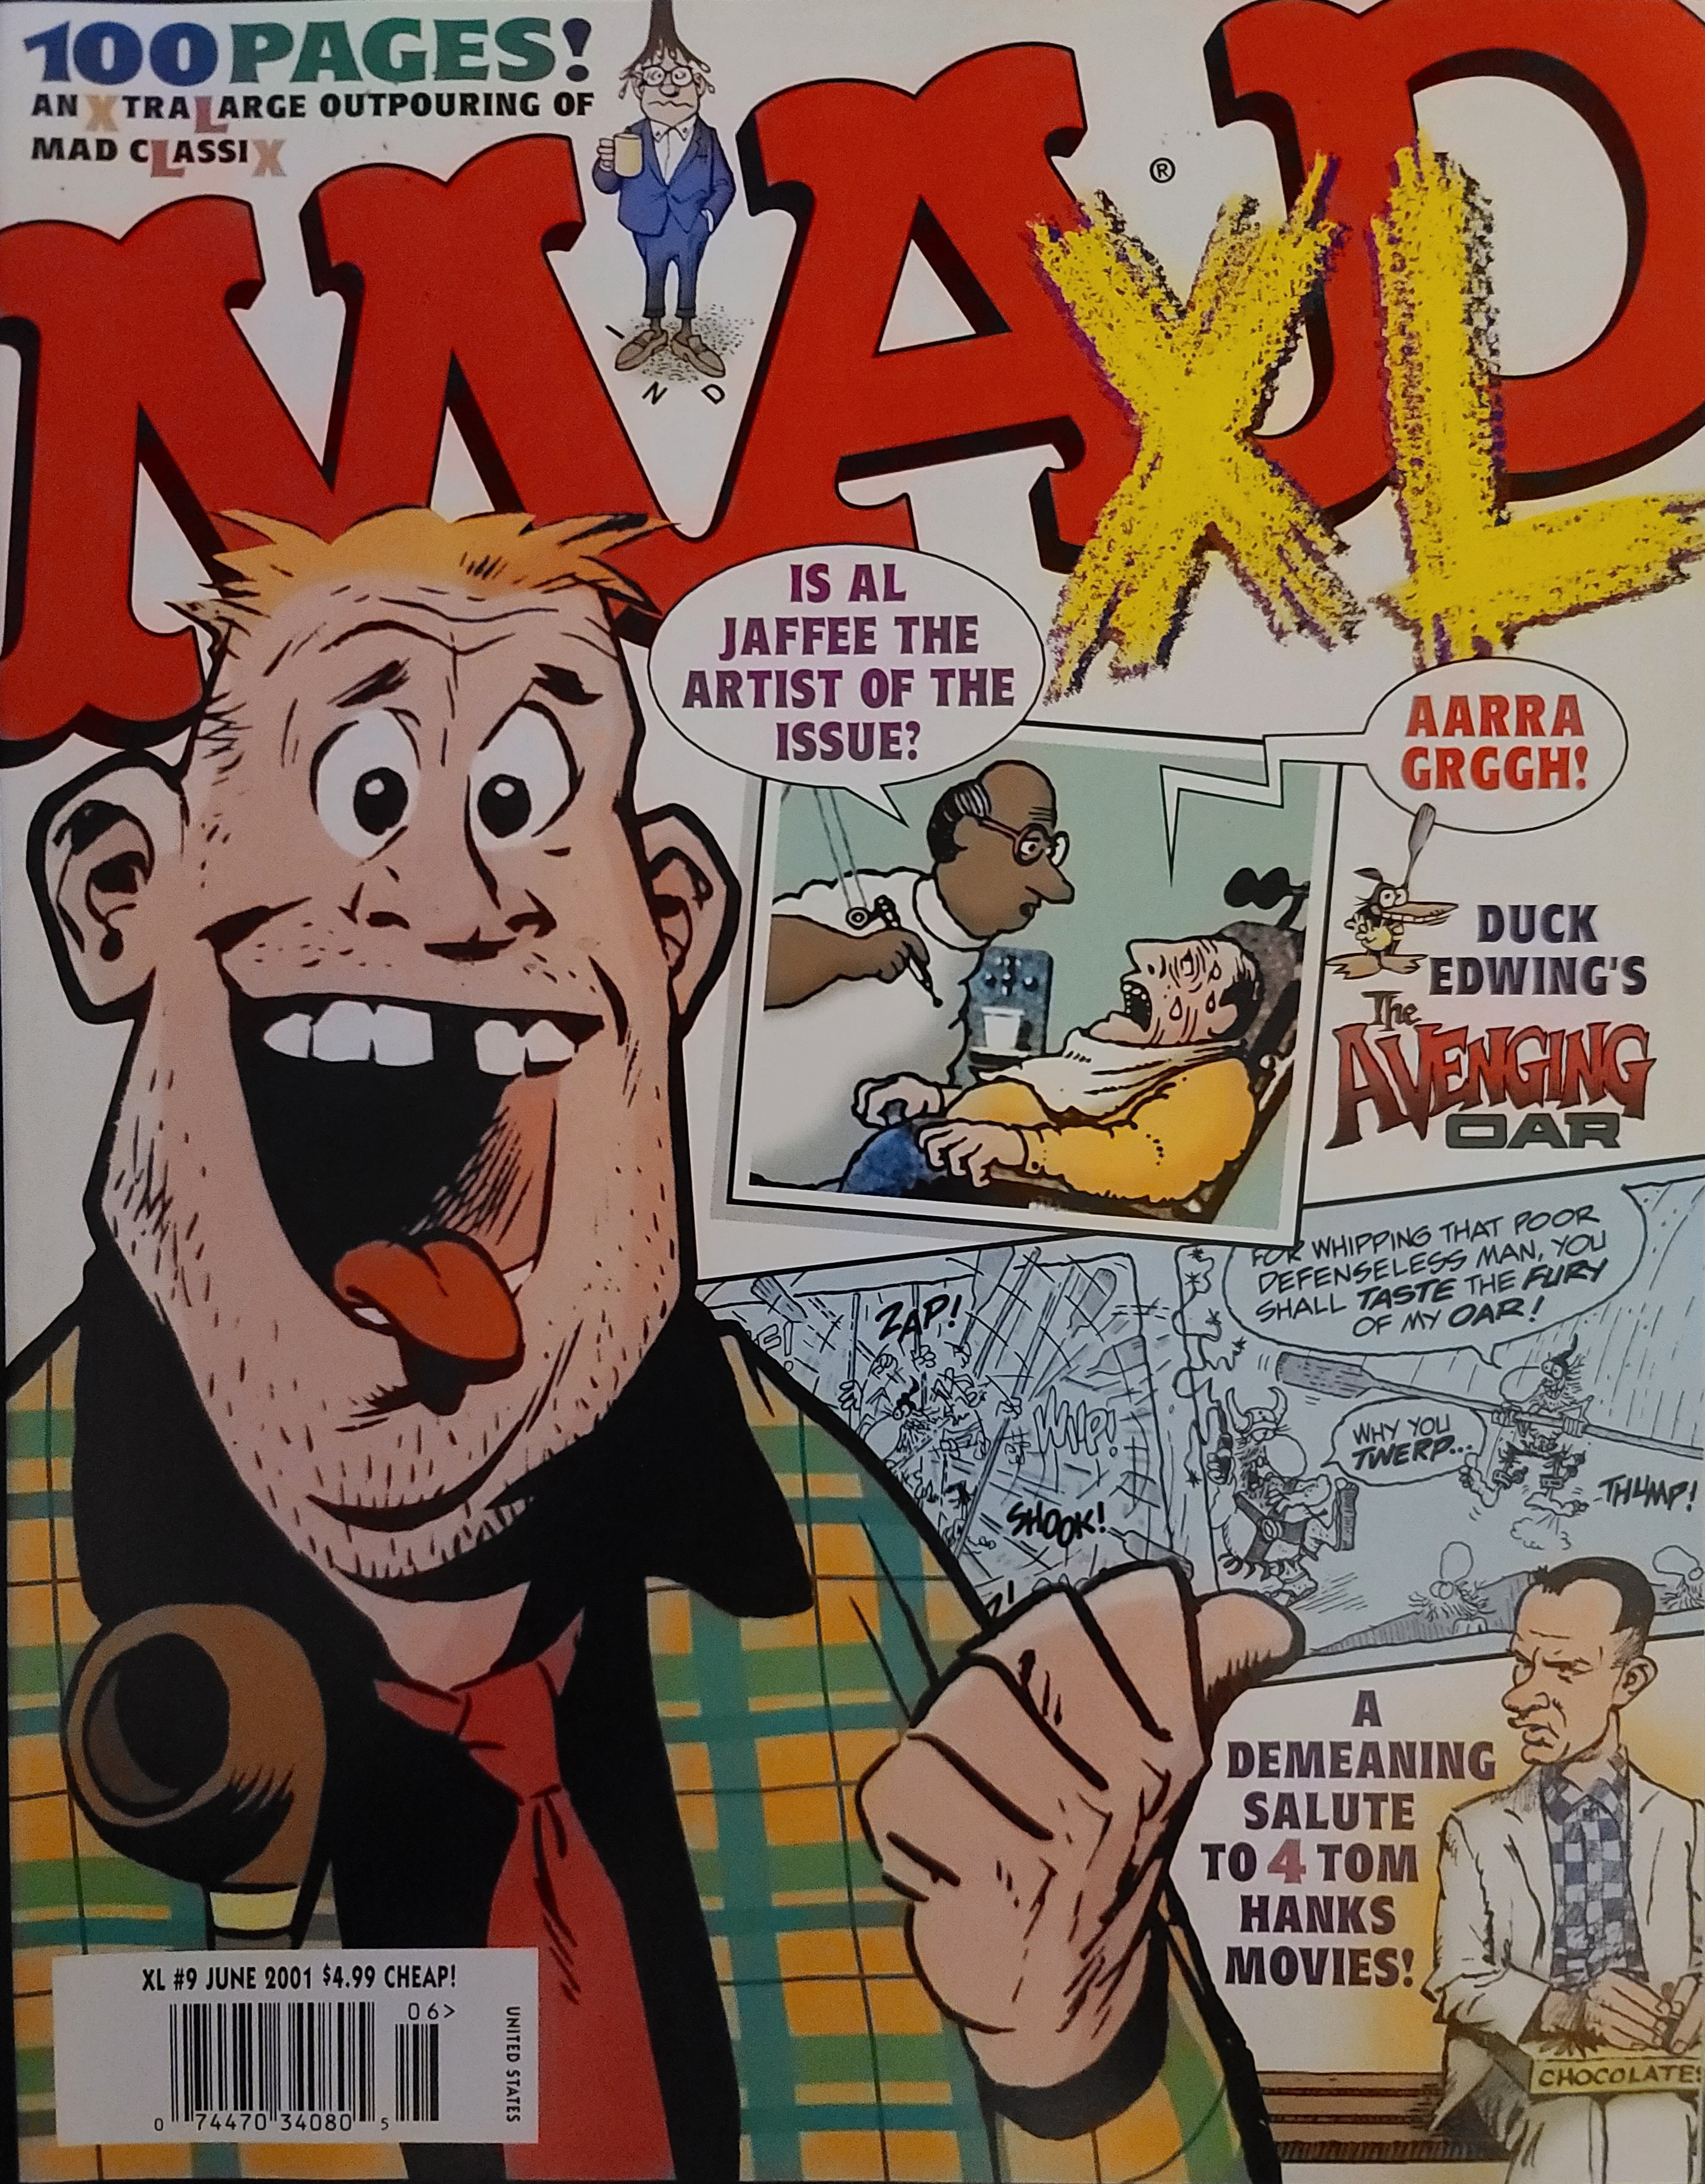 100 PAGES!
AN XTRA LARGE OUTPOURING OF
MAD CLASSIX
MAD
®
XL
I
N D
IS AL
JAFFEE THE
ARTIST OF THE
ISSUE?
AARRA
GRGGH!
DUCK
EDWING'S
The
AVENGING
OAR
FOR WHIPPING THAT POOR
DEFENSELESS MAN, YOU
SHALL TASTE THE FURY
OF MY OAR!
ZAP!
WHIP!
WHY YOU
TWERP...
THUMP!
SHOOK!
A
DEMEANING
SALUTE
TO 4 TOM
HANKS
MOVIES!
CHOCOLATES
XL #9 JUNE 2001 $4.99 CHEAP!
06>
UNITED STATES
0 74470 34080 5